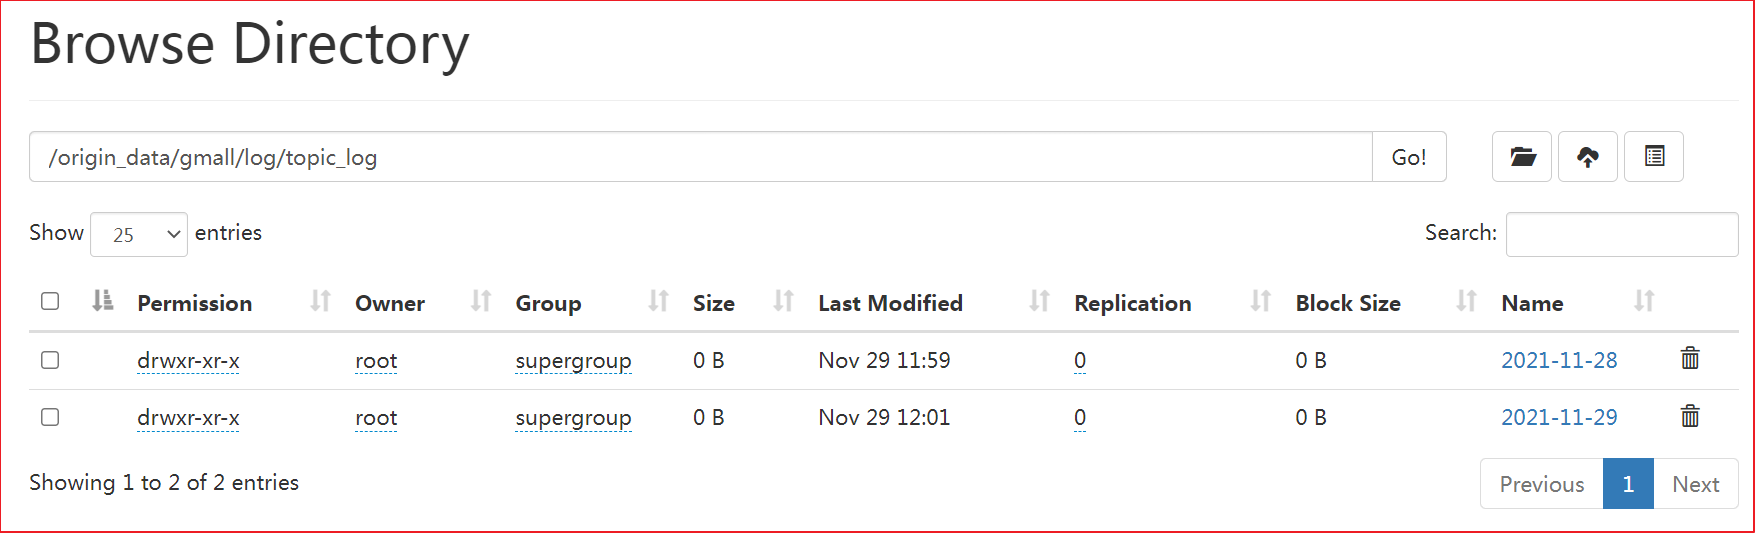 Browse Directory
/origin_data/gmall/log/topic_log Go!
Show 25 entries Search:
Permission Owner Group Size Last Modified Replication Block Size Name
drwxr-xr-x root supergroup 0 B Nov 29 11:59 0 0 B 2021-11-28
drwxr-xr-x root supergroup 0 B Nov 29 12:01 0 0 B 2021-11-29
Showing 1 to 2 of 2 entries Previous 1 Next